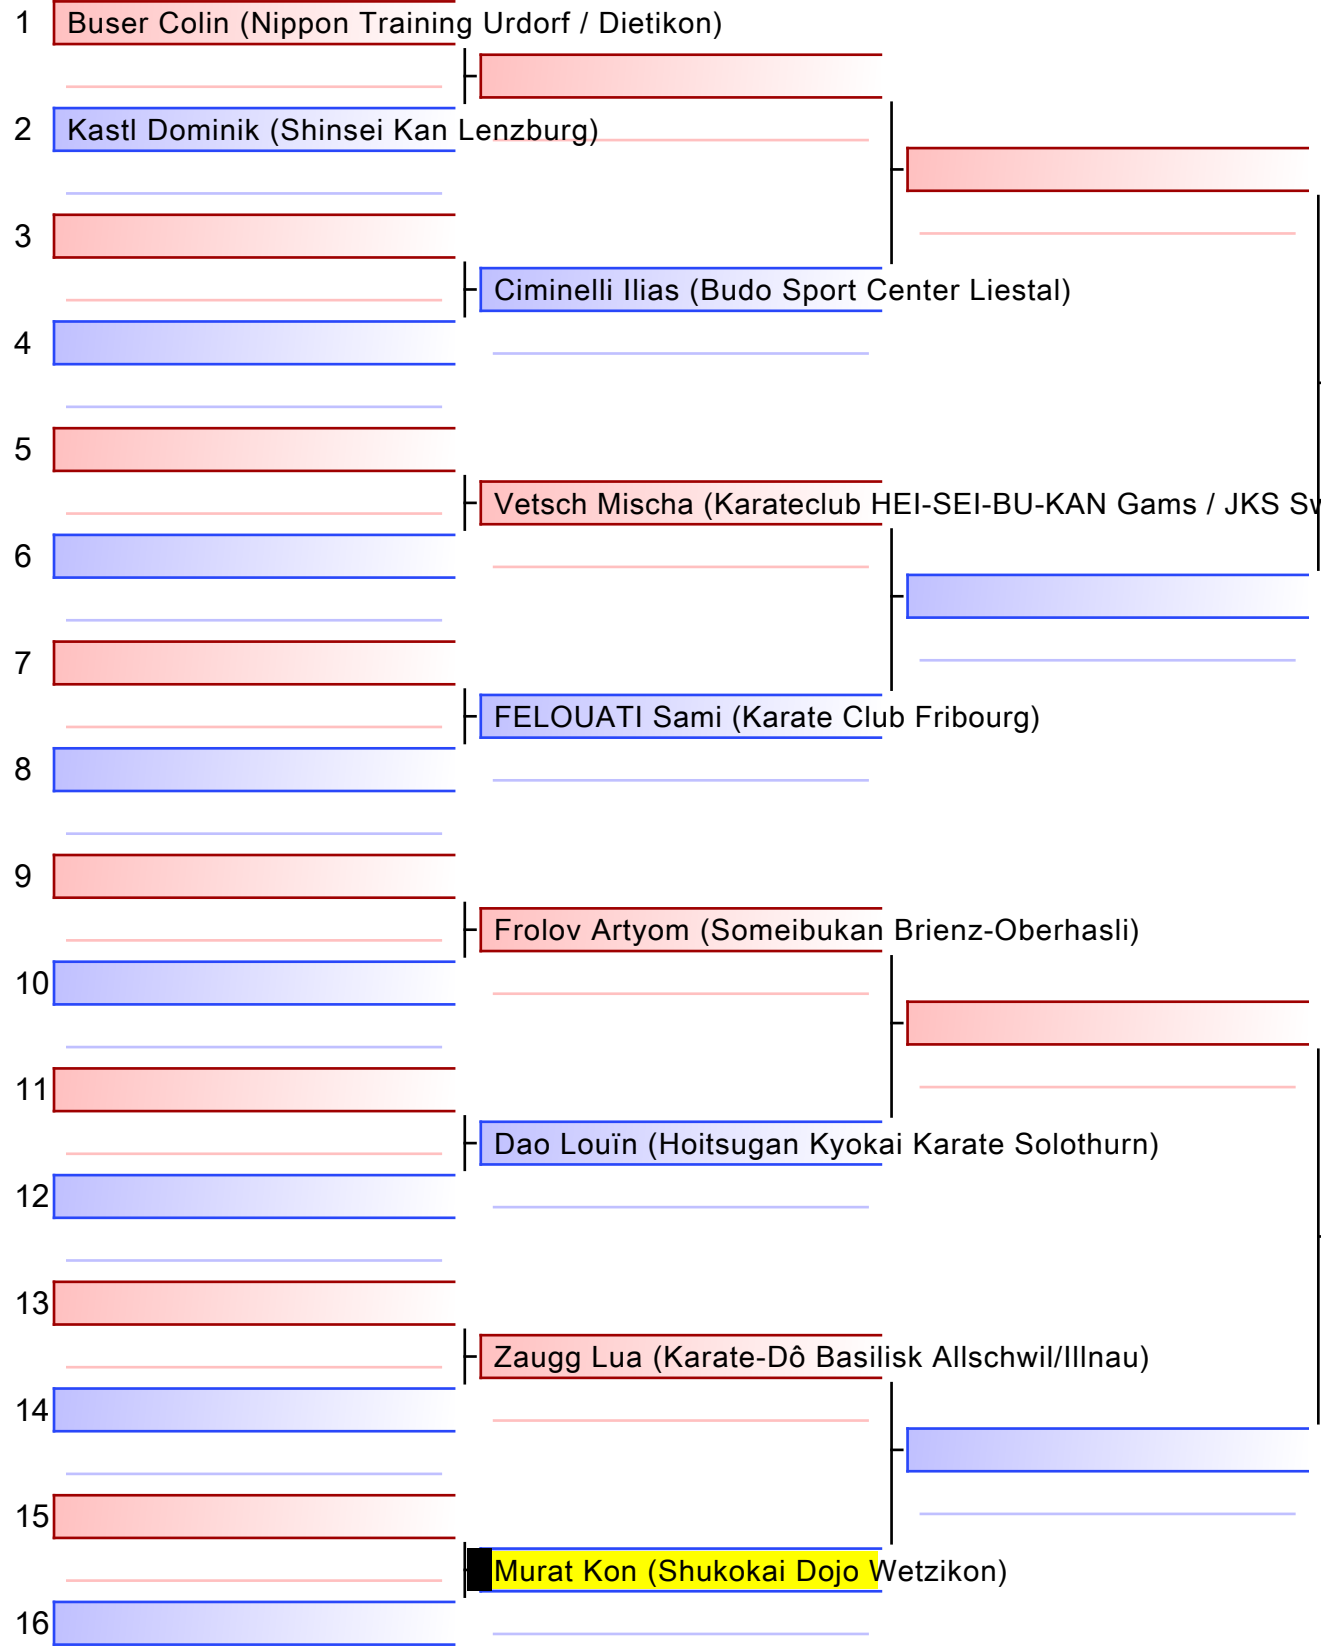 1 Buser Colin (Nippon Training Urdorf / Dietikon)
2 Kastl Dominik (Shinsei Kan Lenzburg)
3
Ciminelli Ilias (Budo Sport Center Liestal)
4
5
Vetsch Mischa (Karateclub HEI-SEI-BU-KAN Gams / JKS
6
7
FELOUATI Sami (Karate Club Fribourg)
8
9
Frolov Artyom (Someibukan Brienz-Oberhasli)
10
11
Dao Louïn (Hoitsugan Kyokai Karate Solothurn)
12
13
Zaugg Lua (Karate-Dô Basilisk Allschwil/Illnau)
14
15
Murat Kon (Shukokai Dojo Wetzikon)
16